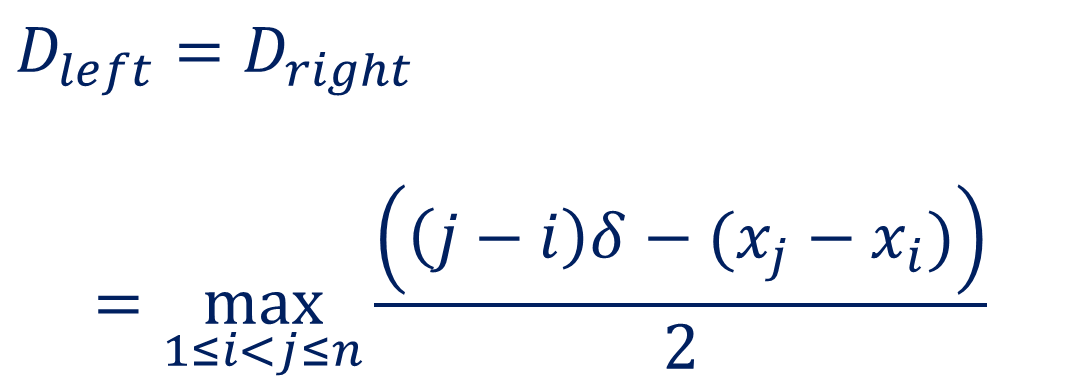 D_left = D_right
= max_{1≤i<j≤n} ((j − i)δ − (x_j − x_i)) / 2